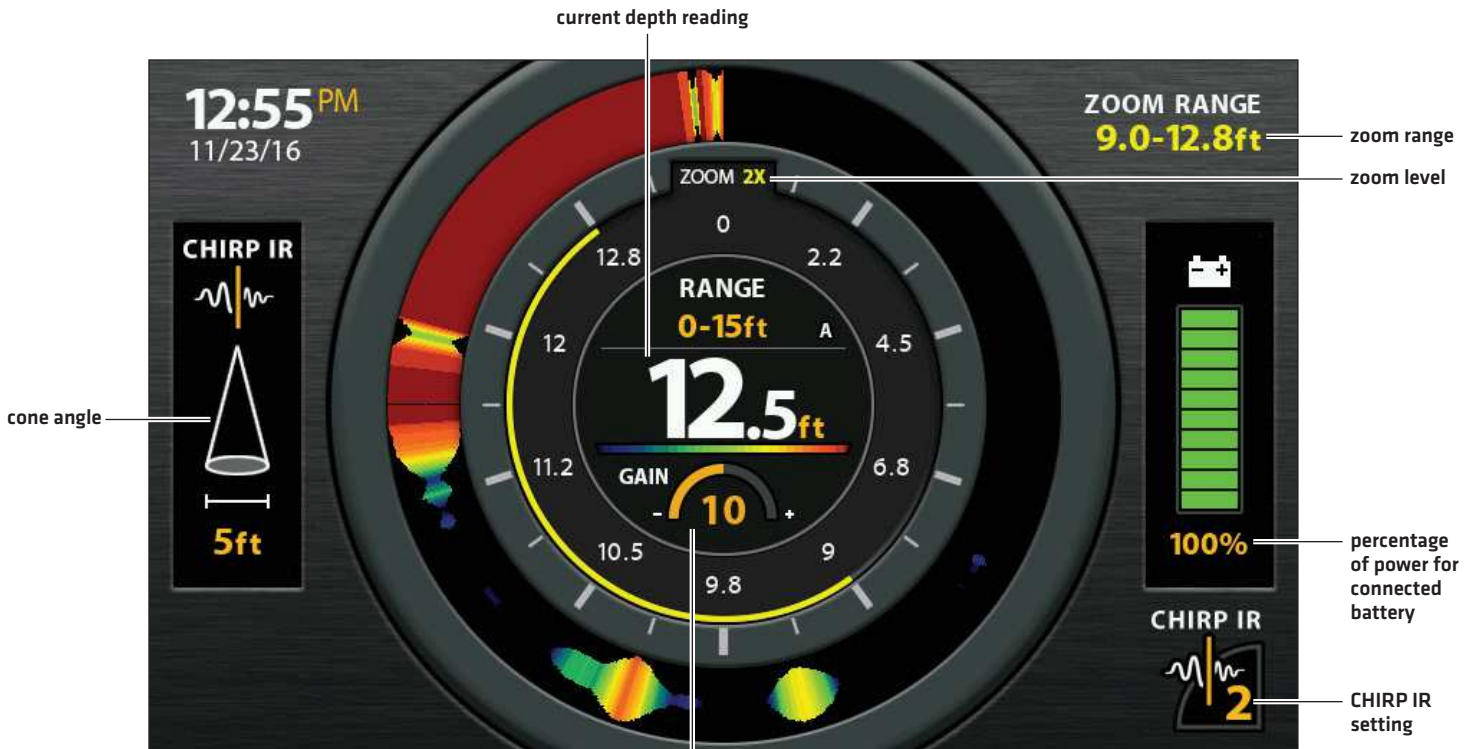 current depth reading
12:55 PM
11/23/16
ZOOM RANGE
9.0-12.8ft
zoom range
ZOOM 2X
zoom level
CHIRP IR
0
12.8
2.2
RANGE
0-15ft
A
12
4.5
12.5ft
cone angle
11.2
6.8
GAIN
- 10 +
5ft
10.5
9
9.8
- +
100%
percentage
of power for
connected
battery
CHIRP IR
2
CHIRP IR
setting